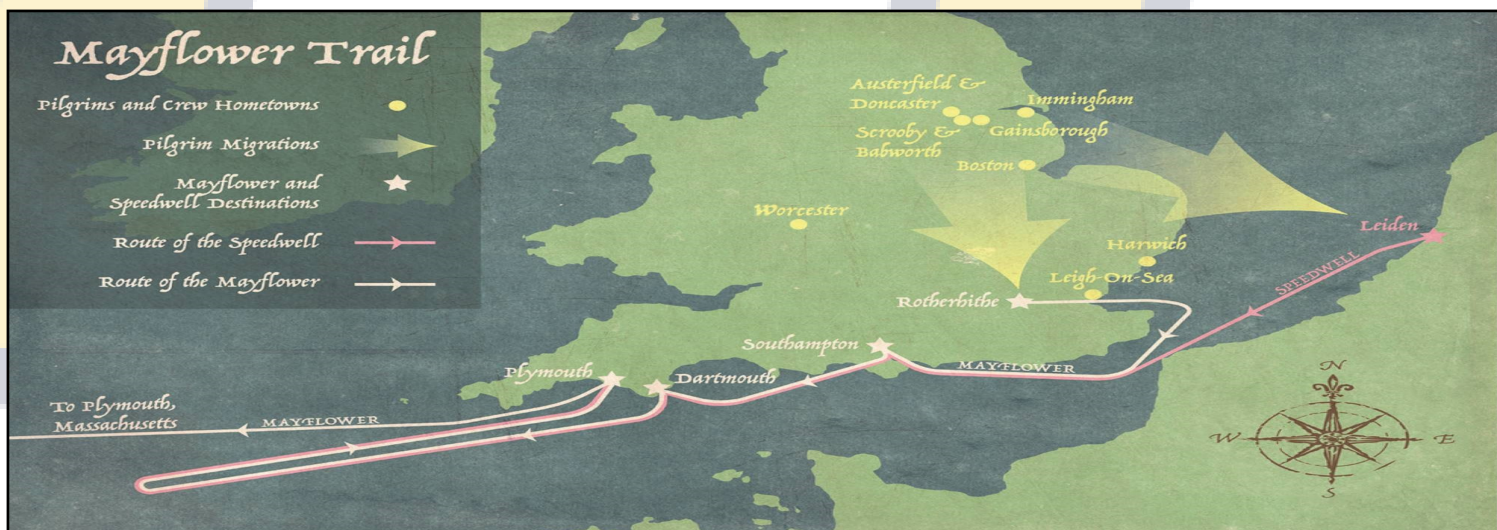 Mayflower Trail
Pilgrims and Crew Hometowns
Pilgrim Migrations
Mayflower and
Speedwell Destinations
Route of the Speedwell
Route of the Mayflower
Austerfield &
Doncaster
Immingham
Scrooby &
Babworth
Gainsborough
Boston
Worcester
Leiden
Harwich
Leigh-On-Sea
SPEEDWELL
Rotherhithe
Southampton
MAYFLOWER
Plymouth
Dartmouth
To Plymouth,
Massachusetts
MAYFLOWER
N
W
E
S